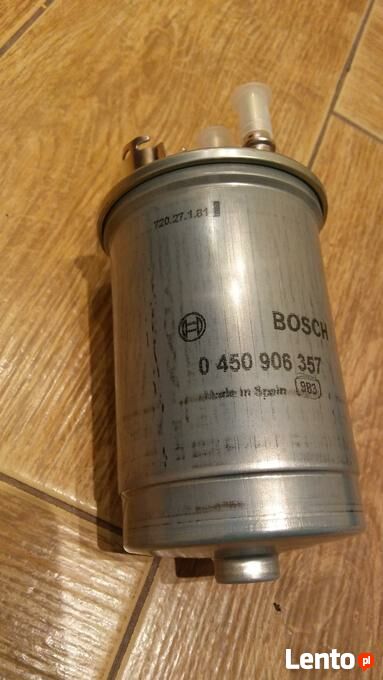 720.27.1.81
BOSCH
0 450 906 357
Made in Spain 983
Lento.pl